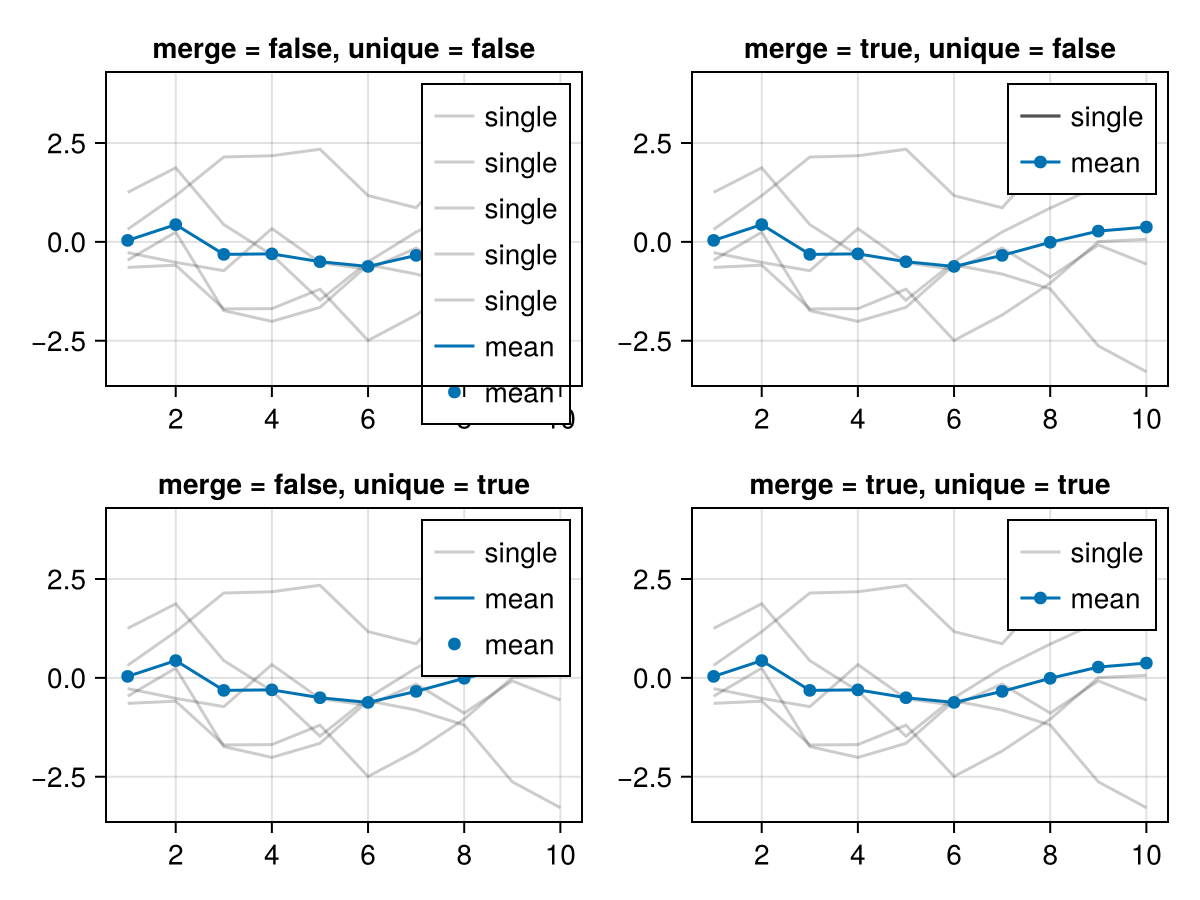 merge = false, unique = false
single
single
single
single
single
mean
mean
2.5
0.0
−2.5
2
4
6
8
10
merge = true, unique = false
single
mean
2.5
0.0
−2.5
2
4
6
8
10
merge = false, unique = true
single
mean
mean
2.5
0.0
−2.5
2
4
6
8
10
merge = true, unique = true
single
mean
2.5
0.0
−2.5
2
4
6
8
10